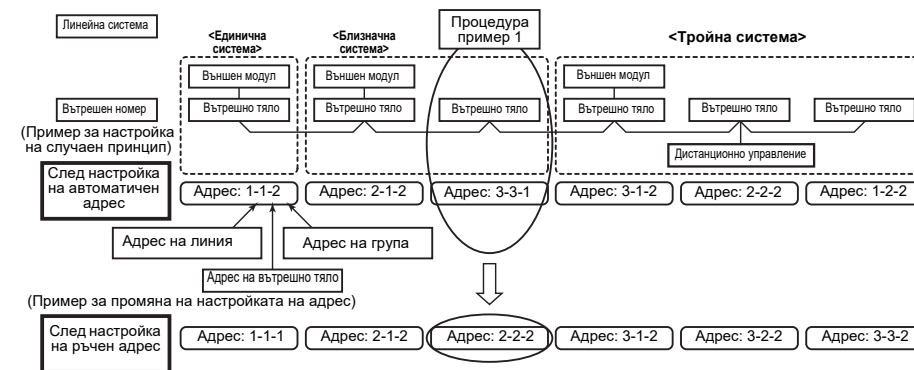 Линейна система
<Единична
система>
<Близначна
система>
Процедура
пример 1
<Тройна система>
Външен модул
Външен модул
Външен модул
Вътрешен номер
Вътрешно тяло
Вътрешно тяло
Вътрешно тяло
Вътрешно тяло
Вътрешно тяло
Вътрешно тяло
(Пример за настройка
на случаен принцип)
Дистанционно управление
След настройка
на автоматичен
адрес
Адрес: 1-1-2
Адрес: 2-1-2
Адрес: 3-3-1
Адрес: 3-1-2
Адрес: 2-2-2
Адрес: 1-2-2
Адрес на линия
Адрес на група
Адрес на вътрешно тяло
(Пример за промяна на настройката на адрес)
След настройка
на ръчен адрес
Адрес: 1-1-1
Адрес: 2-1-2
Адрес: 2-2-2
Адрес: 3-1-2
Адрес: 3-2-2
Адрес: 3-3-2